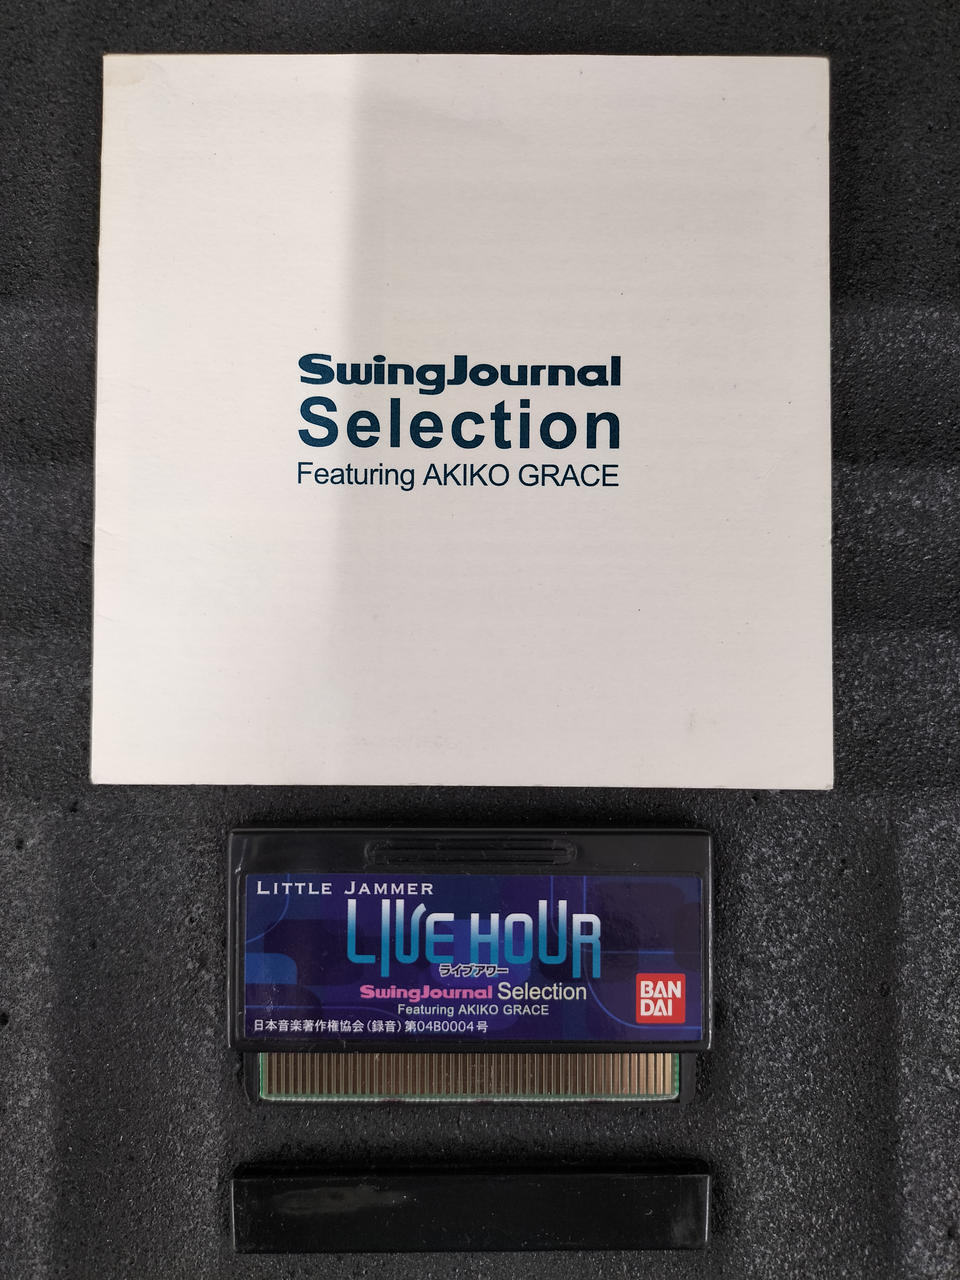 SwingJournal
Selection
Featuring AKIKO GRACE
LITTLE JAMMER
LIVE HOUR
ライブアワー
SwingJournal Selection
Featuring AKIKO GRACE
日本音楽著作権協会(録音)第04B0004号
BAN
DAI